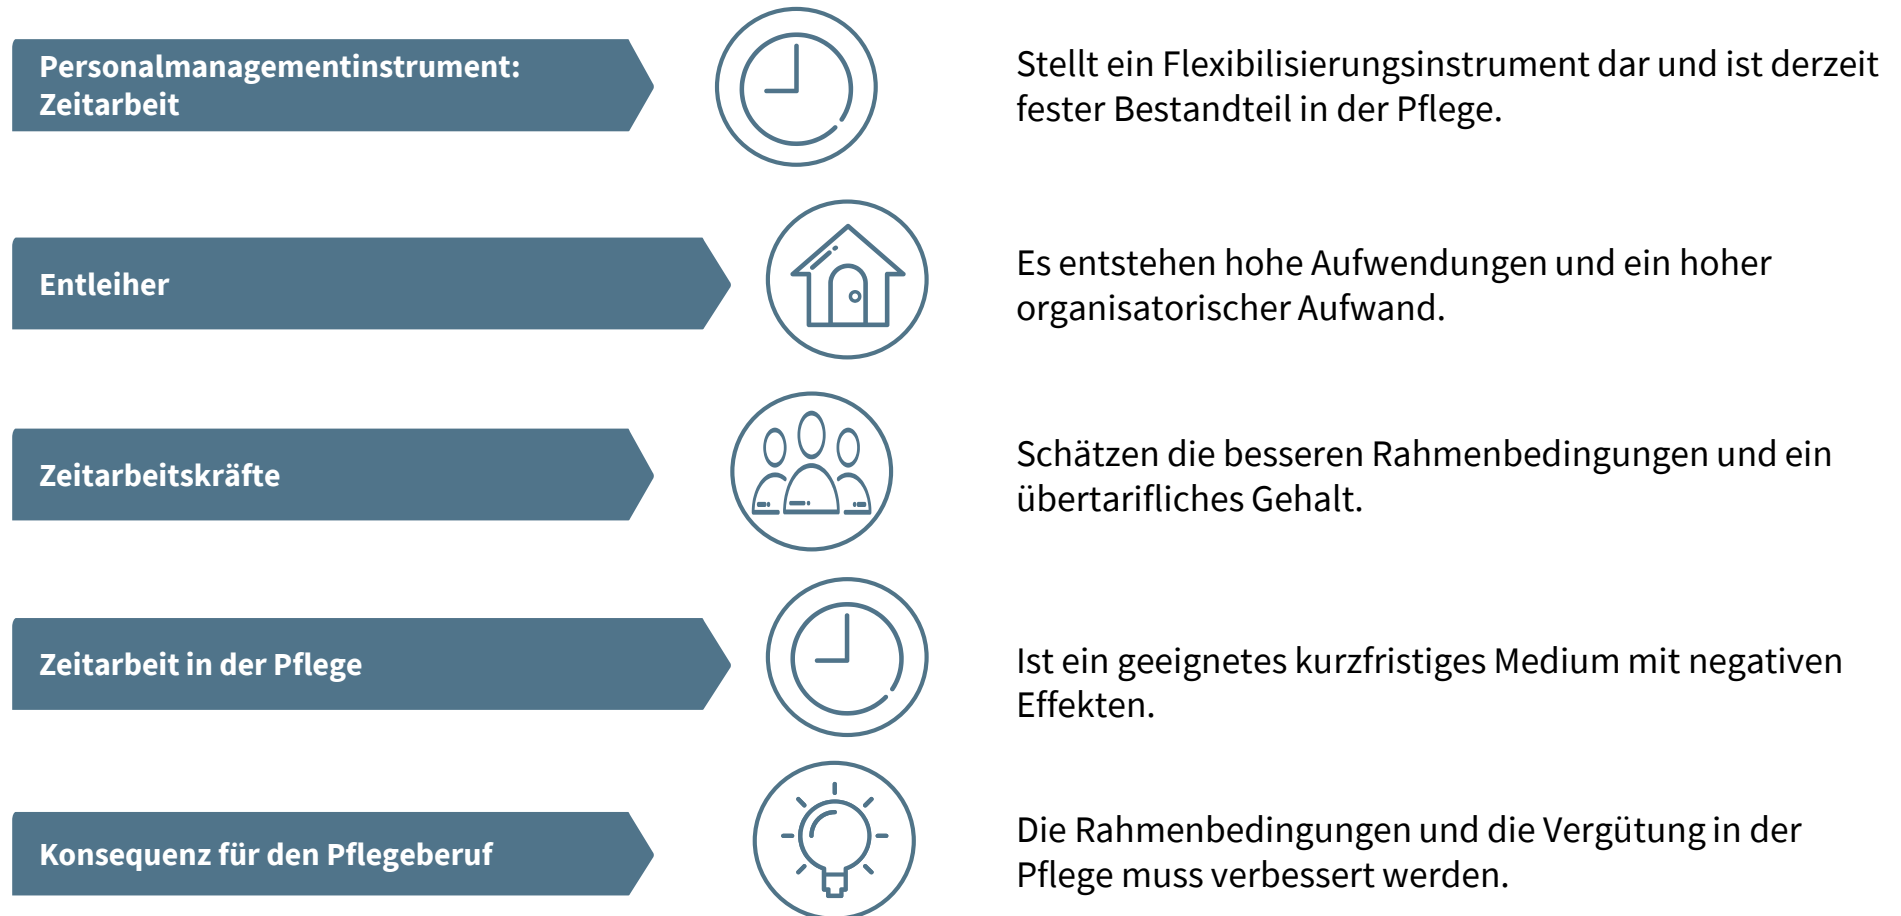 Personalmanagementinstrument:
Zeitarbeit
Stellt ein Flexibilisierungsinstrument dar und ist derzeit
fester Bestandteil in der Pflege.
Entleiher
Es entstehen hohe Aufwendungen und ein hoher
organisatorischer Aufwand.
Zeitarbeitskräfte
Schätzen die besseren Rahmenbedingungen und ein
übertarifliches Gehalt.
Zeitarbeit in der Pflege
Ist ein geeignetes kurzfristiges Medium mit negativen
Effekten.
Konsequenz für den Pflegeberuf
Die Rahmenbedingungen und die Vergütung in der
Pflege muss verbessert werden.